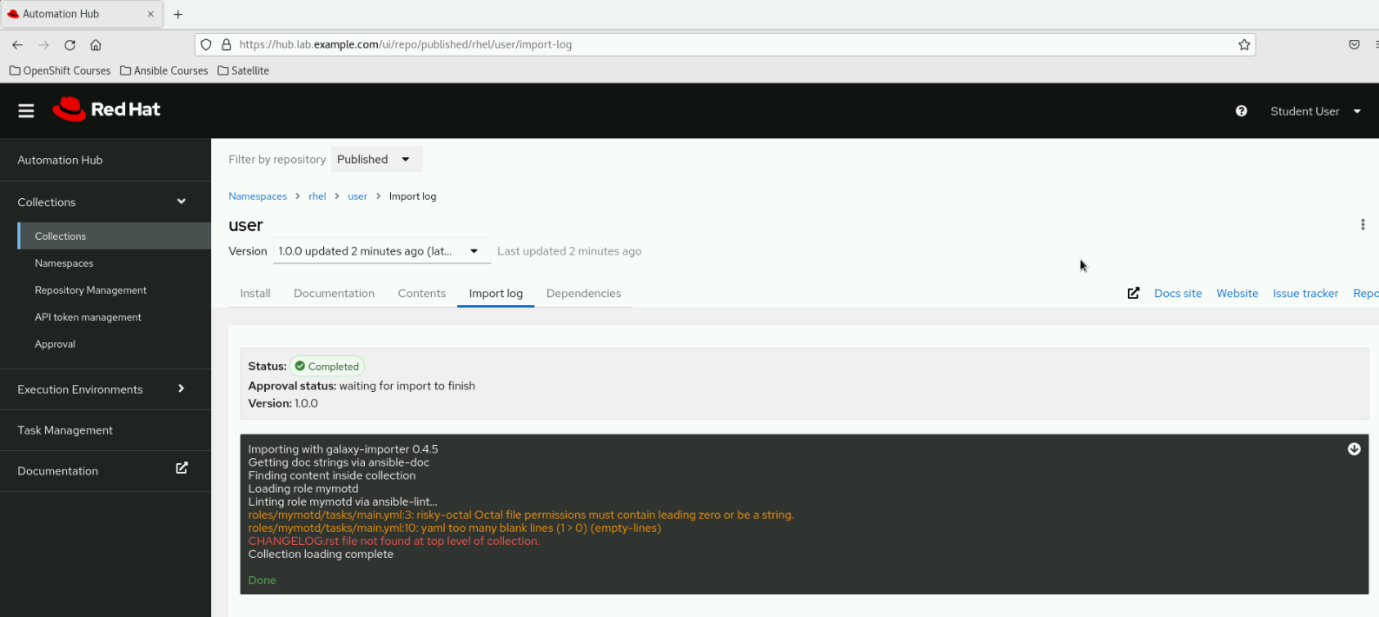 Automation Hub
https://hub.lab.example.com/ui/repo/published/rhel/user/import-log
OpenShift Courses Ansible Courses Satellite
Red Hat
Student User
Automation Hub
Collections
Collections
Namespaces
Repository Management
API token management
Approval
Execution Environments
Task Management
Documentation
Filter by repository Published
Namespaces > rhel > user > Import log
user
Version 1.0.0 updated 2 minutes ago (lat... Last updated 2 minutes ago
Install Documentation Contents Import log Dependencies Docs site Website Issue tracker Repo
Status: Completed
Approval status: waiting for import to finish
Version: 1.0.0
Importing with galaxy-importer 0.4.5
Getting doc strings via ansible-doc
Finding content inside collection
Loading role mymotd
Linting role mymotd via ansible-lint...
roles/mymotd/tasks/main.yml:3: risky-octal Octal file permissions must contain leading zero or be a string.
roles/mymotd/tasks/main.yml:10: yaml too many blank lines (1 > 0) (empty-lines)
CHANGELOG.rst file not found at top level of collection.
Collection loading complete
Done